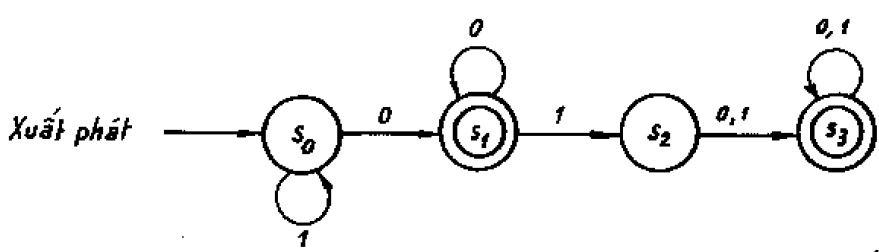 0 0,1
Xuất phát S₀ 0 S₁ 1 S₂ 0,1 S₃
1